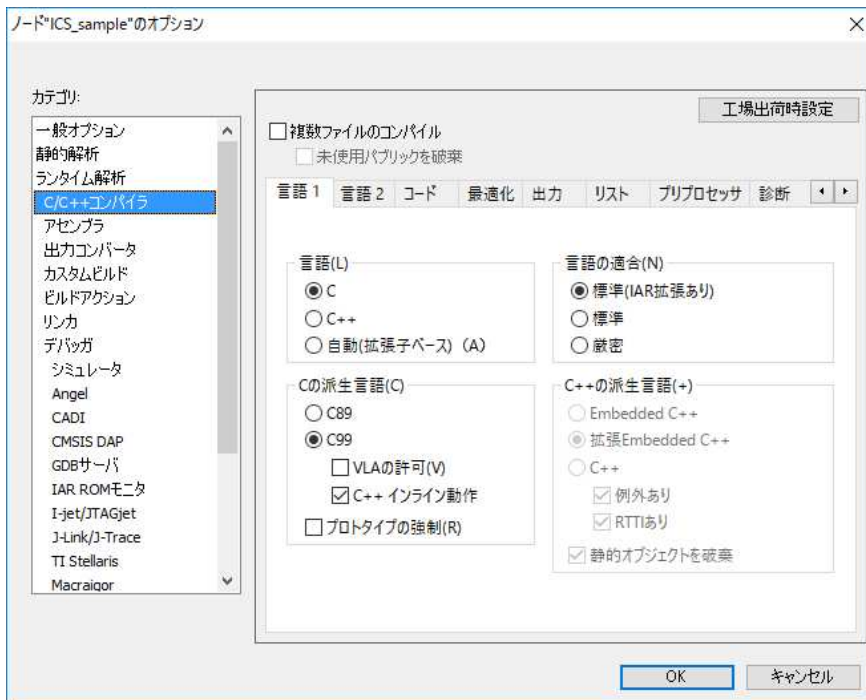 ノード"ICS_sample"のオプション
カテゴリ:
一般オプション
静的解析
ランタイム解析
C/C++コンパイラ
アセンブラ
出力コンバータ
カスタムビルド
ビルドアクション
リンカ
デバッガ
シミュレータ
Angel
CADI
CMSIS DAP
GDBサーバ
IAR ROMモニタ
I-jet/JTAGjet
J-Link/J-Trace
TI Stellaris
Macraigor
工場出荷時設定
複数ファイルのコンパイル
未使用パブリックを破棄
言語 1 言語 2 コード 最適化 出力 リスト プリプロセッサ 診断
言語(L)
C
C++
自動(拡張子ベース) (A)
言語の適合(N)
標準(IAR拡張あり)
標準
厳密
Cの派生言語(C)
C89
C99
VLAの許可(V)
C++ インライン動作
プロトタイプの強制(R)
C++の派生言語(+)
Embedded C++
拡張Embedded C++
C++
例外あり
RTTIあり
静的オブジェクトを破棄
OK キャンセル